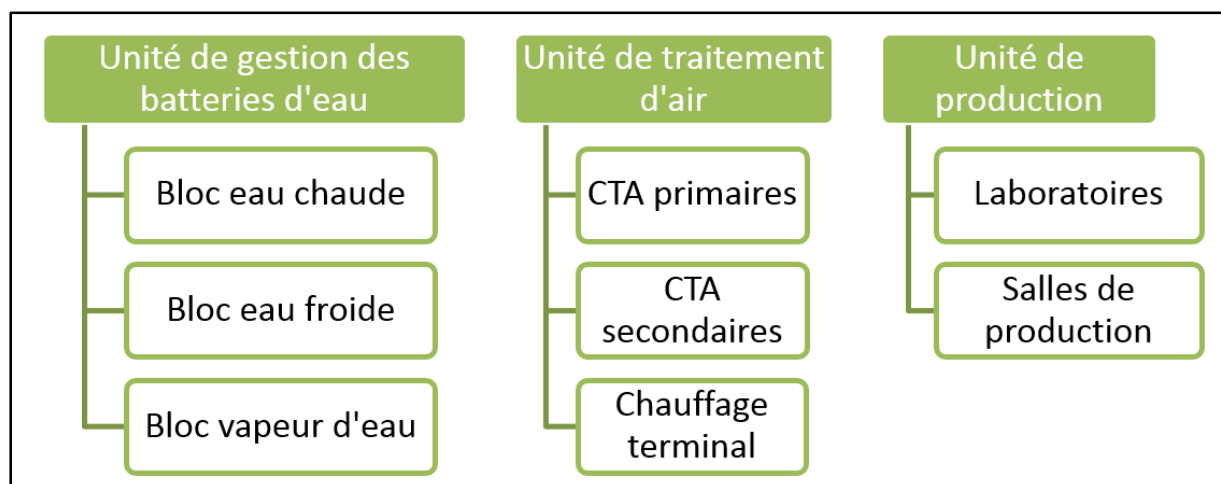 Unité de gestion des
batteries d'eau
Bloc eau chaude
Bloc eau froide
Bloc vapeur d'eau
Unité de traitement
d'air
CTA primaires
CTA
secondaires
Chauffage
terminal
Unité de
production
Laboratoires
Salles de
production